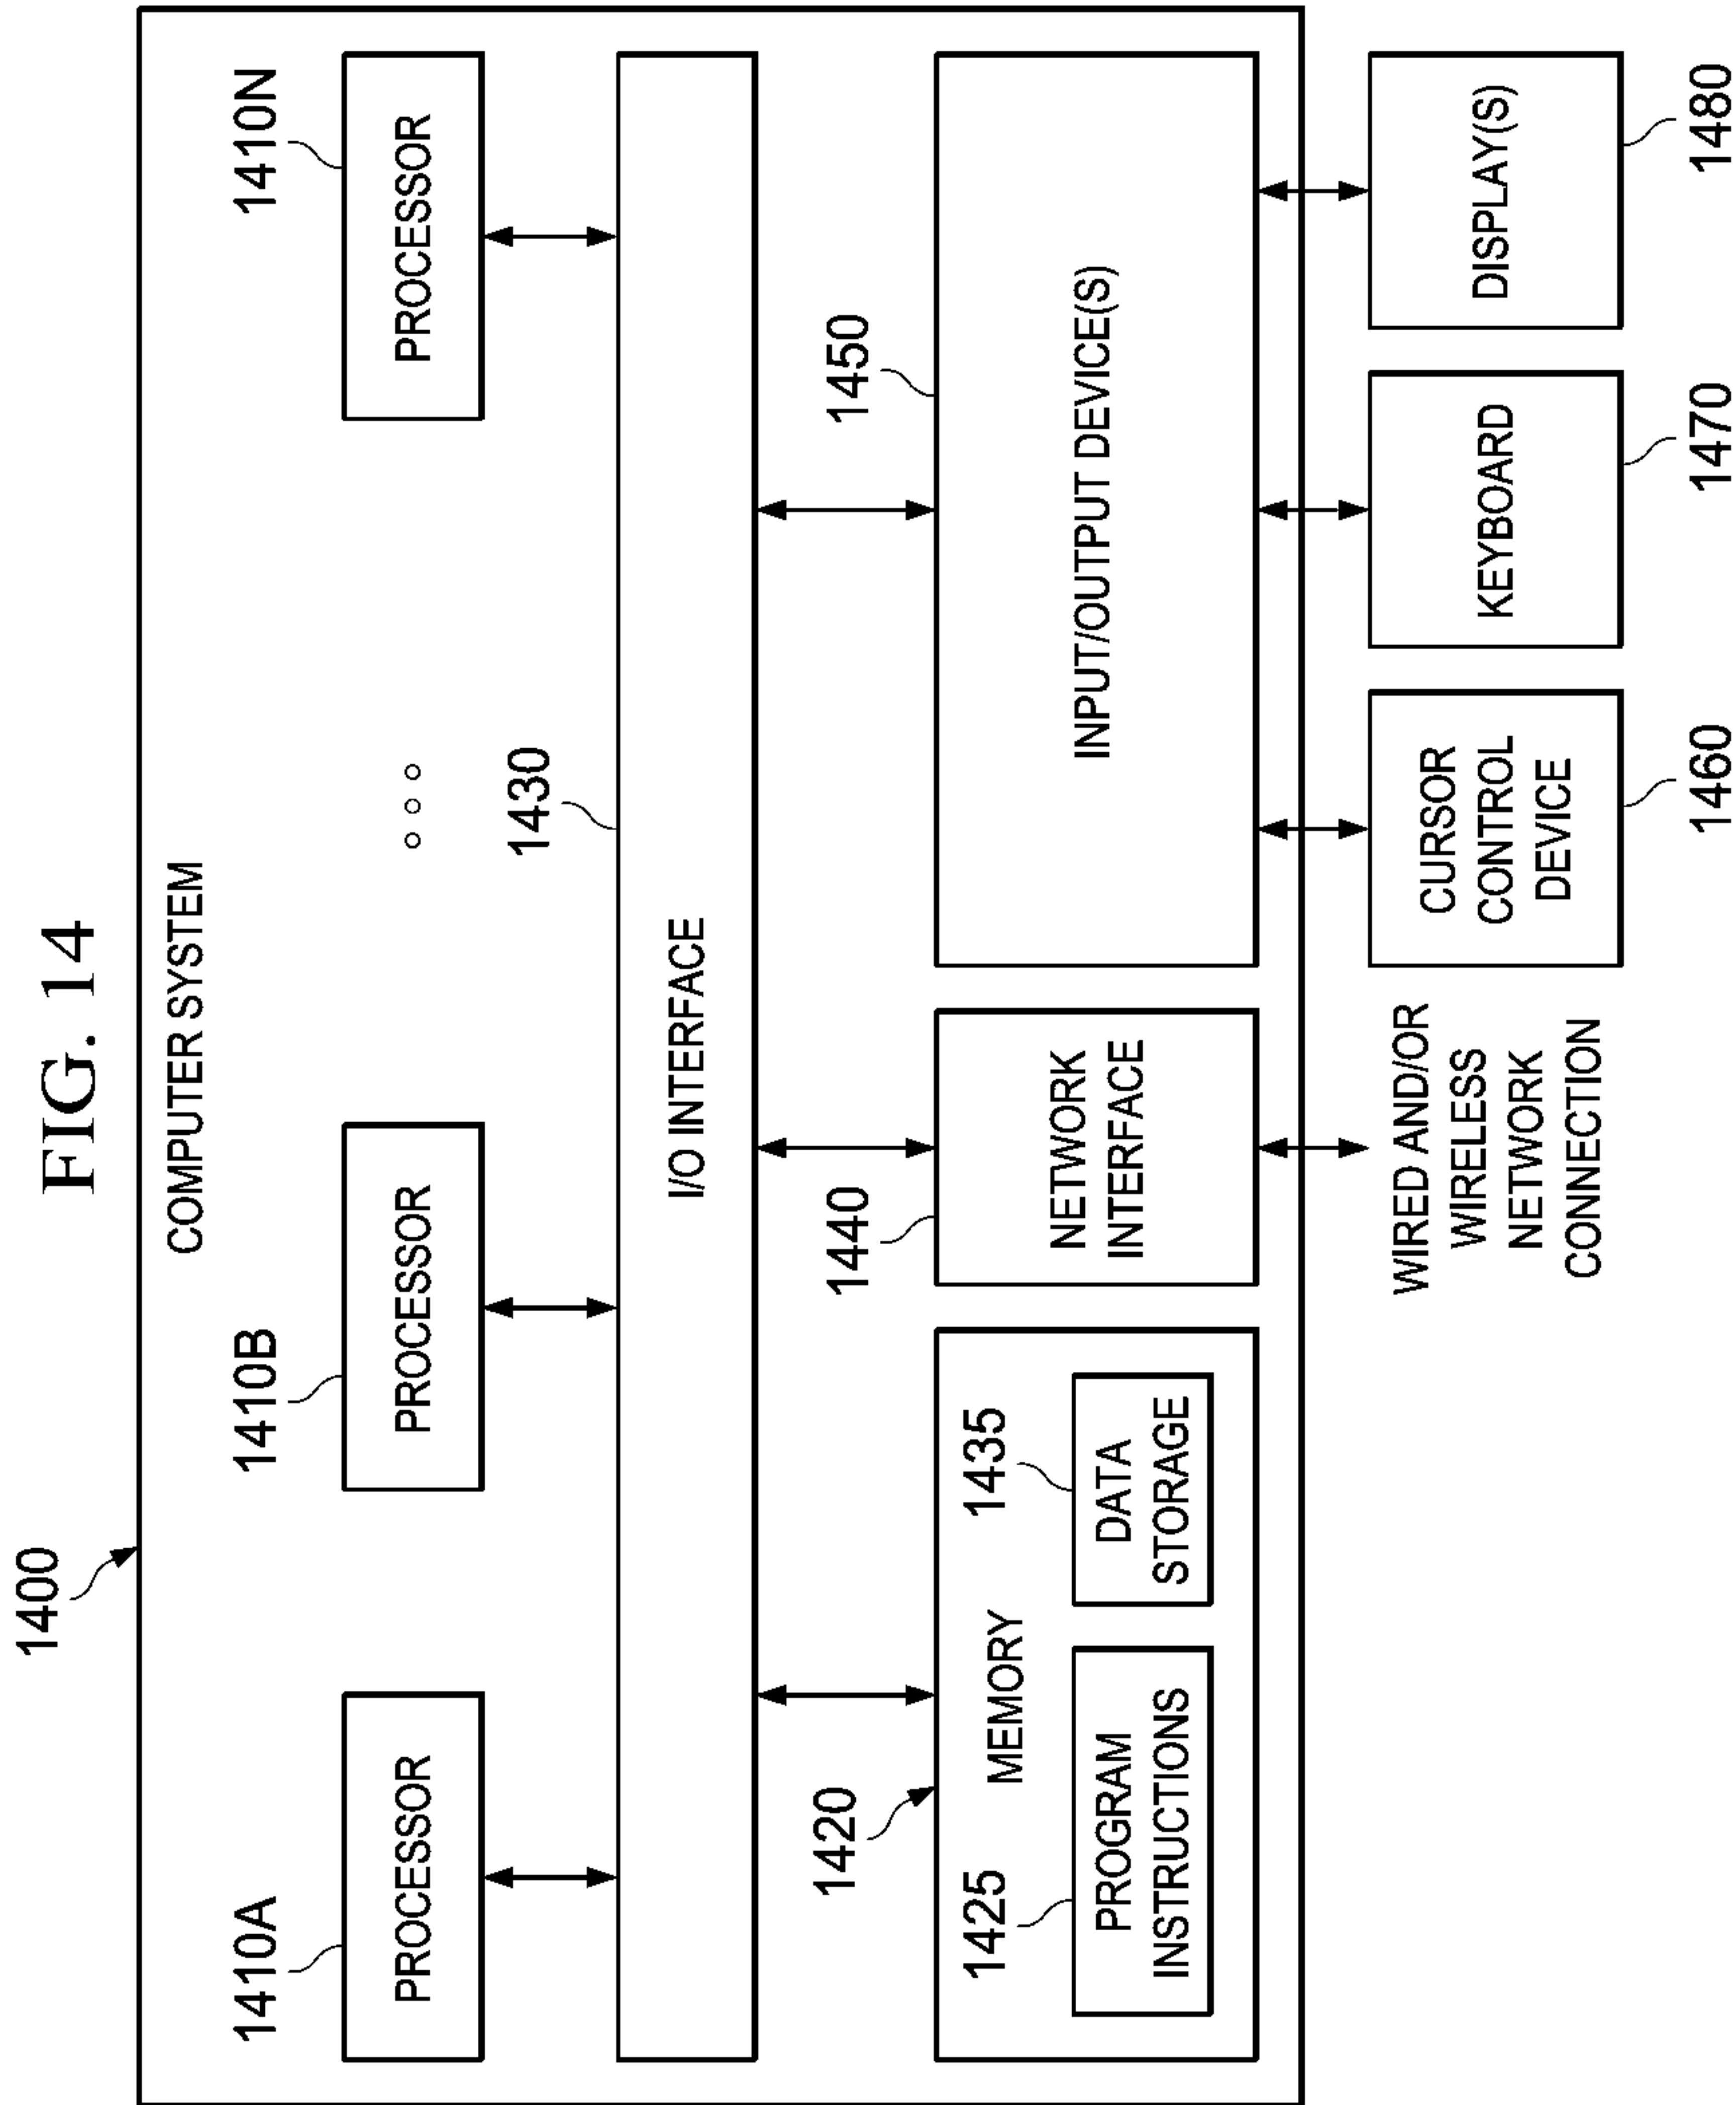 FIG. 14
1400
COMPUTER SYSTEM
1410A
1410B
1410N
PROCESSOR
PROCESSOR
PROCESSOR
1430
I/O INTERFACE
1420
1440
1450
MEMORY
1425
1435
PROGRAM
INSTRUCTIONS
DATA
STORAGE
NETWORK
INTERFACE
INPUT/OUTPUT DEVICE(S)
WIRED AND/OR
WIRELESS
NETWORK
CONNECTION
CURSOR
CONTROL
DEVICE
KEYBOARD
DISPLAY(S)
1460
1470
1480